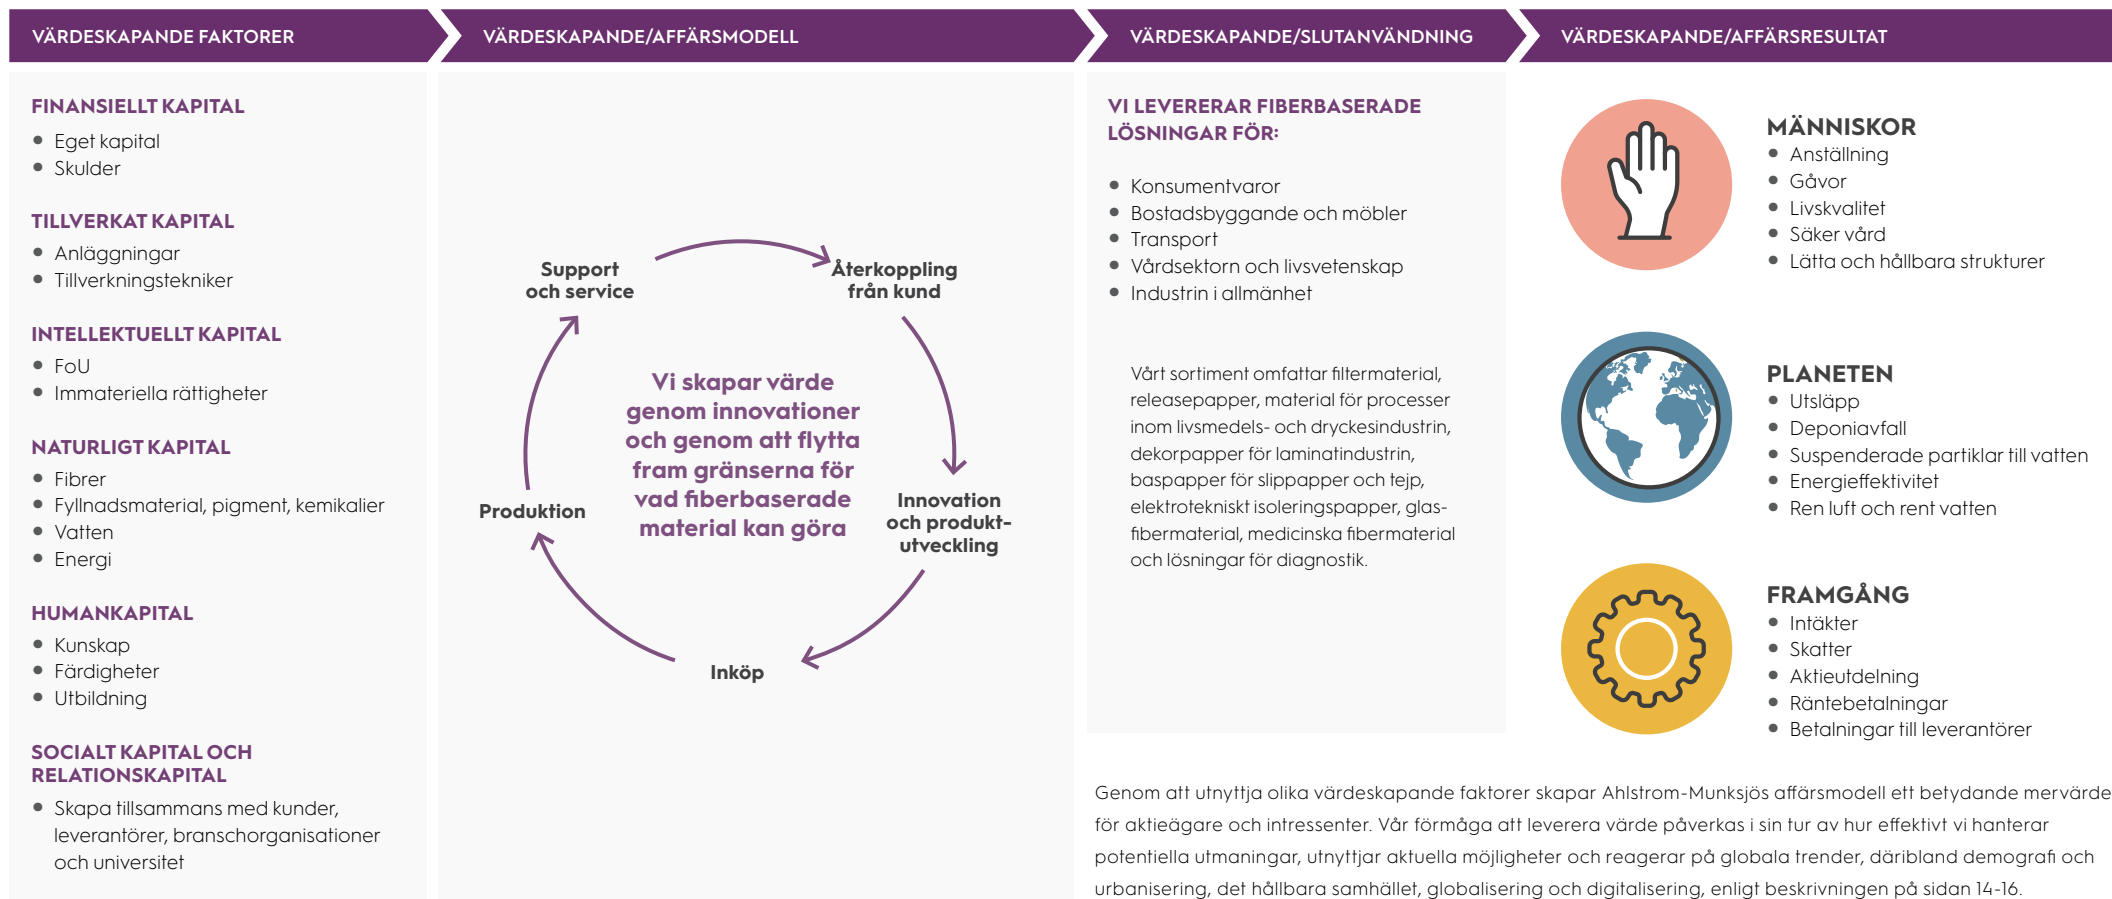 VÄRDESKAPANDE FAKTORER
VÄRDESKAPANDE/AFFÄRSMODELL
VÄRDESKAPANDE/SLUTANVÄNDNING
VÄRDESKAPANDE/AFFÄRSRESULTAT
FINANSIELLT KAPITAL
• Eget kapital
• Skulder
TILLVERKAT KAPITAL
• Anläggningar
• Tillverkningstekniker
INTELLEKTUELLT KAPITAL
• FoU
• Immateriella rättigheter
NATURLIGT KAPITAL
• Fibrer
• Fyllnadsmaterial, pigment, kemikalier
• Vatten
• Energi
HUMANKAPITAL
• Kunskap
• Färdigheter
• Utbildning
SOCIALT KAPITAL OCH
RELATIONSKAPITAL
• Skapa tillsammans med kunder,
leverantörer, branschorganisationer
och universitet
Support
och service
Återkoppling
från kund
Innovation
och produkt-
utveckling
Inköp
Produktion
Vi skapar värde
genom innovationer
och genom att flytta
fram gränserna för
vad fiberbaserade
material kan göra
VI LEVERERAR FIBERBASERADE
LÖSNINGAR FÖR:
• Konsumentvaror
• Bostadsbyggande och möbler
• Transport
• Vårdsektorn och livsvetenskap
• Industrin i allmänhet
Vårt sortiment omfattar filtermaterial,
releasepapper, material för processer
inom livsmedels- och dryckesindustrin,
dekorpapper för laminatindustrin,
baspapper för slippapper och tejp,
elektrotekniskt isoleringspapper, glas-
fibermaterial, medicinska fibermaterial
och lösningar för diagnostik.
MÄNNISKOR
• Anställning
• Gåvor
• Livskvalitet
• Säker vård
• Lätta och hållbara strukturer
PLANETEN
• Utsläpp
• Deponiavfall
• Suspenderade partiklar till vatten
• Energieffektivitet
• Ren luft och rent vatten
FRAMGÅNG
• Intäkter
• Skatter
• Aktieutdelning
• Räntebetalningar
• Betalningar till leverantörer
Genom att utnyttja olika värdeskapande faktorer skapar Ahlstrom-Munksjös affärsmodell ett betydande mervärde
för aktieägare och intressenter. Vår förmåga att leverera värde påverkas i sin tur av hur effektivt vi hanterar
potentiella utmaningar, utnyttjar aktuella möjligheter och reagerar på globala trender, däribland demografi och
urbanisering, det hållbara samhället, globalisering och digitalisering, enligt beskrivningen på sidan 14-16.